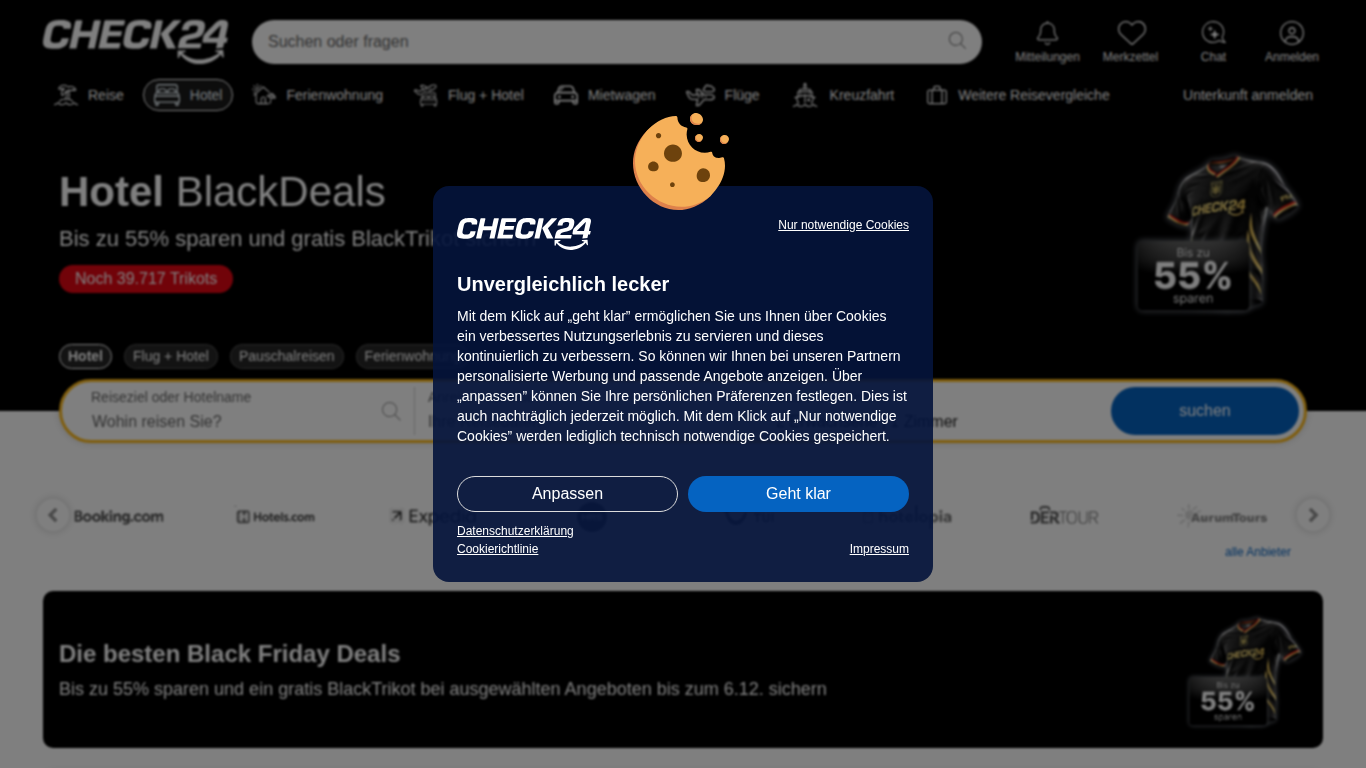 CHECK24
Suchen oder fragen
Mitteilungen
Merkzettel
Chat
Anmelden
Reise
Hotel
Ferienwohnung
Flug + Hotel
Mietwagen
Flüge
Kreuzfahrt
Weitere Reisevergleiche
Unterkunft anmelden
Hotel BlackDeals
Bis zu 55% sparen und gratis BlackTrikot
Noch 39.717 Trikots
CHECK24
Bis zu
55%
sparen
CHECK24
Nur notwendige Cookies
Unvergleichlich lecker
Mit dem Klick auf „geht klar” ermöglichen Sie uns Ihnen über Cookies
ein verbessertes Nutzungserlebnis zu servieren und dieses
kontinuierlich zu verbessern. So können wir Ihnen bei unseren Partnern
personalisierte Werbung und passende Angebote anzeigen. Über
„anpassen” können Sie Ihre persönlichen Präferenzen festlegen. Dies ist
auch nachträglich jederzeit möglich. Mit dem Klick auf „Nur notwendige
Cookies” werden lediglich technisch notwendige Cookies gespeichert.
Anpassen
Geht klar
Datenschutzerklärung
Cookierichtlinie
Impressum
Hotel
Flug + Hotel
Pauschalreisen
Reiseziel oder Hotelname
Wohin reisen Sie?
suchen
Booking.com
Hotels.com
DERTOUR
AurumTours
alle Anbieter
Die besten Black Friday Deals
Bis zu 55% sparen und ein gratis BlackTrikot bei ausgewählten Angeboten bis zum 6.12. sichern
CHECK24
Bis zu
55%
sparen